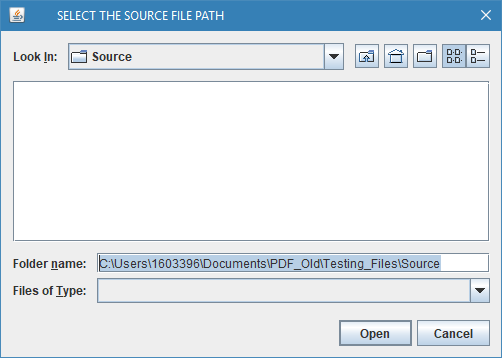 SELECT THE SOURCE FILE PATH
Look In: Source
Folder name: C:\Users\1603396\Documents\PDF_Old\Testing_Files\Source
Files of Type:
Open Cancel